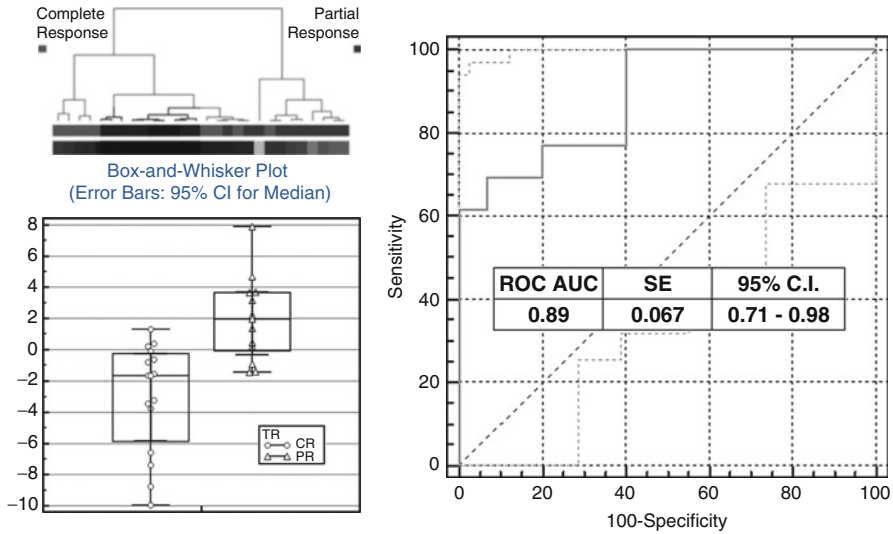 Complete
Response
Partial
Response
Box-and-Whisker Plot
(Error Bars: 95% CI for Median)
8
6
4
2
0
−2
−4
−6
−8
−10
TR
CR
PR
Sensitivity
100
80
60
40
20
0
ROC AUC SE 95% C.I.
0.89 0.067 0.71 - 0.98
0 20 40 60 80 100
100-Specificity